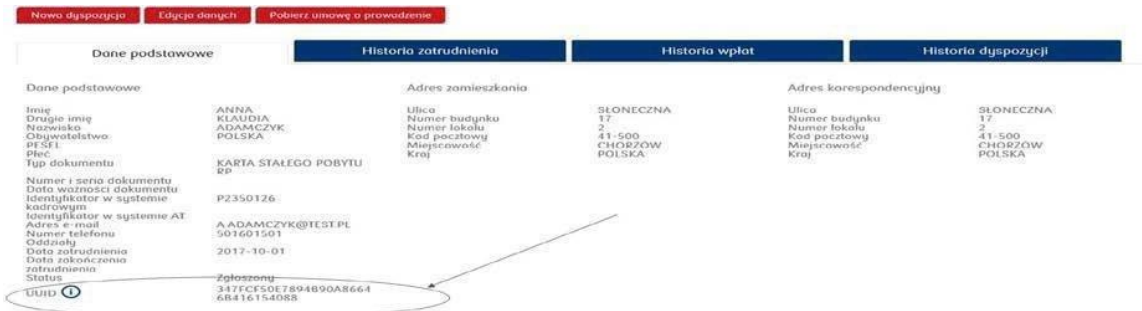 Nowa dyspozycja Edycja danych Pobierz umowę o prowadzenie
Dane podstawowe Historia zatrudnienia Historia wpłat Historia dyspozycji
Dane podstawowe
Imię ANNA
Drugie imię KLAUDIA
Nazwisko ADAMCZYK
Obywatelstwo POLSKA
PESEL
Płeć
Typ dokumentu KARTA STAŁEGO POBYTU
RP
Numer i seria dokumentu
Data ważności dokumentu
Identyfikator w systemie P2350126
kadrowym
Identyfikator w systemie AT
Adres e-mail A.ADAMCZYK@TEST.PL
Numer telefonu 501601501
Oddziały
Data zatrudnienia 2017-10-01
Data zakończenia
zatrudnienia
Status Zgłoszony
UUID i 347FCF50E7894B90A8664
6B416154088
Adres zamieszkania
Ulica SŁONECZNA
Numer budynku 17
Numer lokalu 2
Kod pocztowy 41-500
Miejscowość CHORZÓW
Kraj POLSKA
Adres korespondencyjny
Ulica SŁONECZNA
Numer budynku 17
Numer lokalu 2
Kod pocztowy 41-500
Miejscowość CHORZÓW
Kraj POLSKA